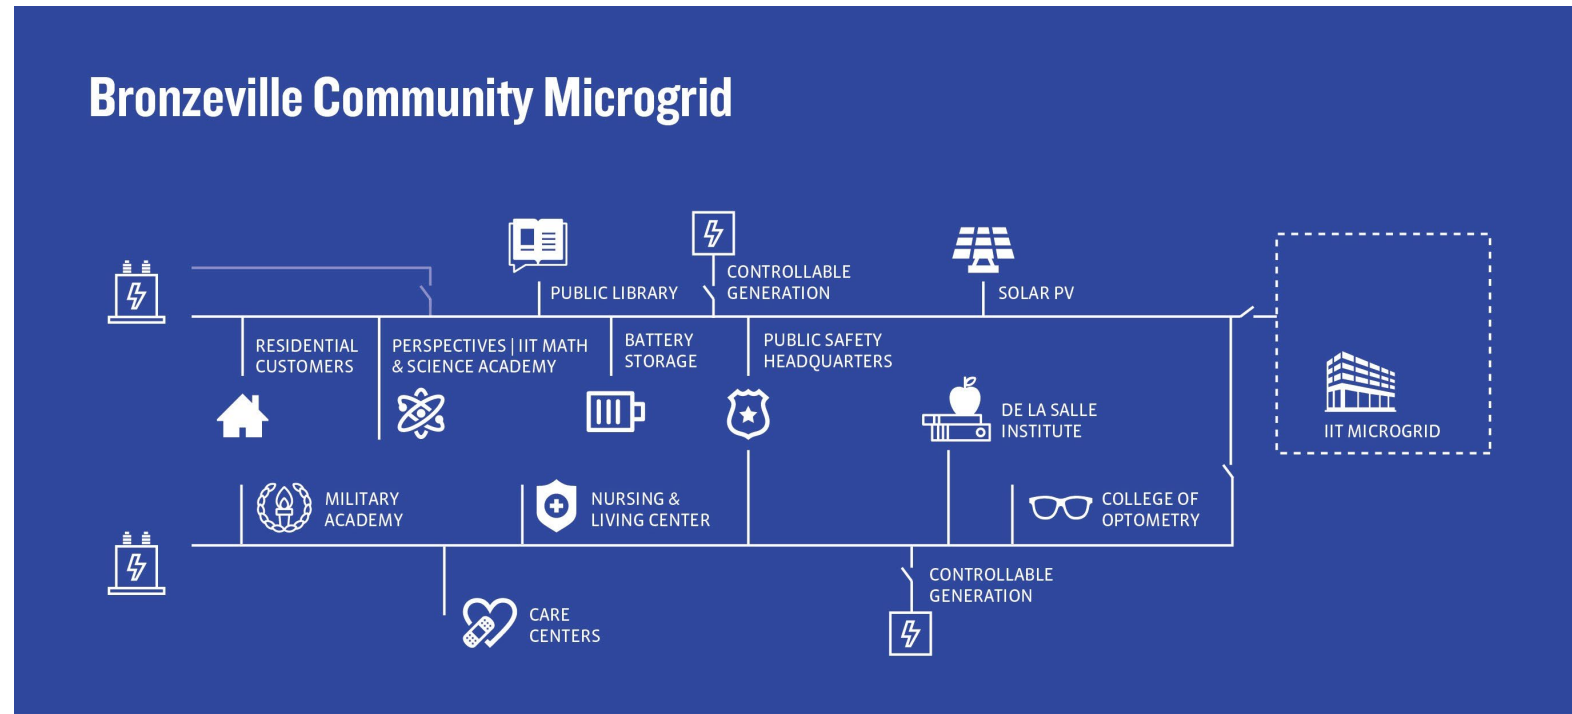 Bronzeville Community Microgrid
PUBLIC LIBRARY
CONTROLLABLE
GENERATION
SOLAR PV
RESIDENTIAL
CUSTOMERS
PERSPECTIVES | IIT MATH
& SCIENCE ACADEMY
BATTERY
STORAGE
PUBLIC SAFETY
HEADQUARTERS
DE LA SALLE
INSTITUTE
IIT MICROGRID
MILITARY
ACADEMY
NURSING &
LIVING CENTER
COLLEGE OF
OPTOMETRY
CARE
CENTERS
CONTROLLABLE
GENERATION